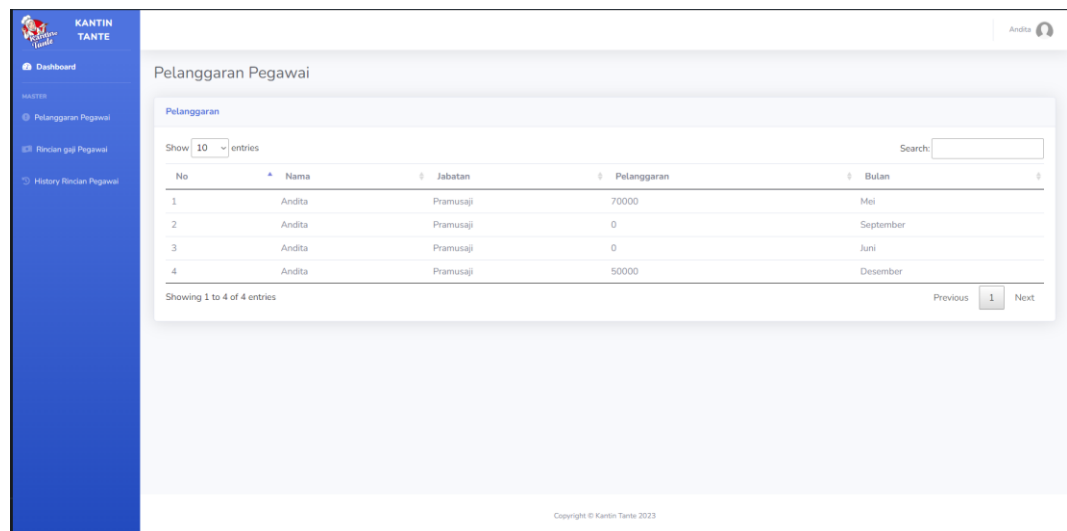 KANTIN
TANTE
Kantin
Tante
Andita
Dashboard
Pelanggaran Pegawai
MASTER
Pelanggaran Pegawai
Rincian gaji Pegawai
History Rincian Pegawai
Pelanggaran
Show 10 entries
Search:
No Nama Jabatan Pelanggaran Bulan
1 Andita Pramusaji 70000 Mei
2 Andita Pramusaji 0 September
3 Andita Pramusaji 0 Juni
4 Andita Pramusaji 50000 Desember
Showing 1 to 4 of 4 entries
Previous 1 Next
Copyright © Kantin Tante 2023